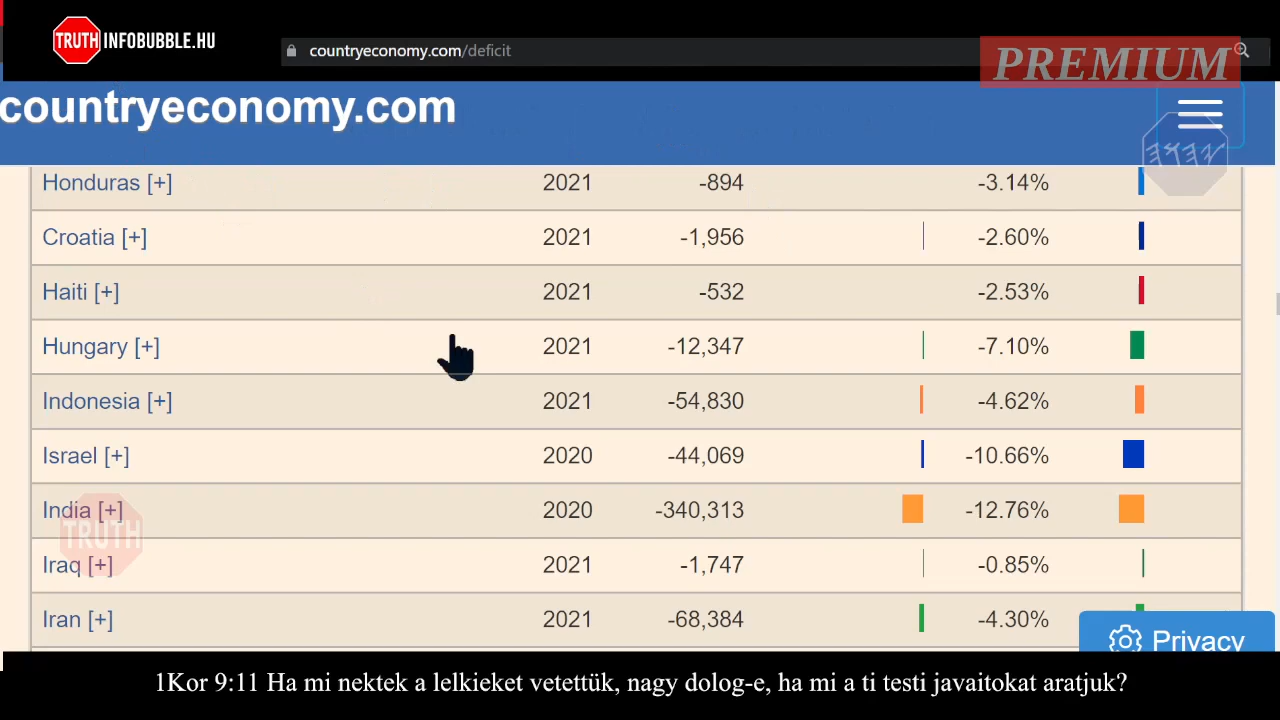 TRUTH INFOBUBBLE.HU
countryeconomy.com/deficit
PREMIUM
countryeconomy.com
Honduras [+] 2021 -894 -3.14%
Croatia [+] 2021 -1,956 -2.60%
Haiti [+] 2021 -532 -2.53%
Hungary [+] 2021 -12,347 -7.10%
Indonesia [+] 2021 -54,830 -4.62%
Israel [+] 2020 -44,069 -10.66%
India [+] 2020 -340,313 -12.76%
TRUTH
Iraq [+] 2021 -1,747 -0.85%
Iran [+] 2021 -68,384 -4.30%
Privacy
1Kor 9:11 Ha mi nektek a lelkieket vetettük, nagy dolog-e, ha mi a ti testi javaitokat aratjuk?